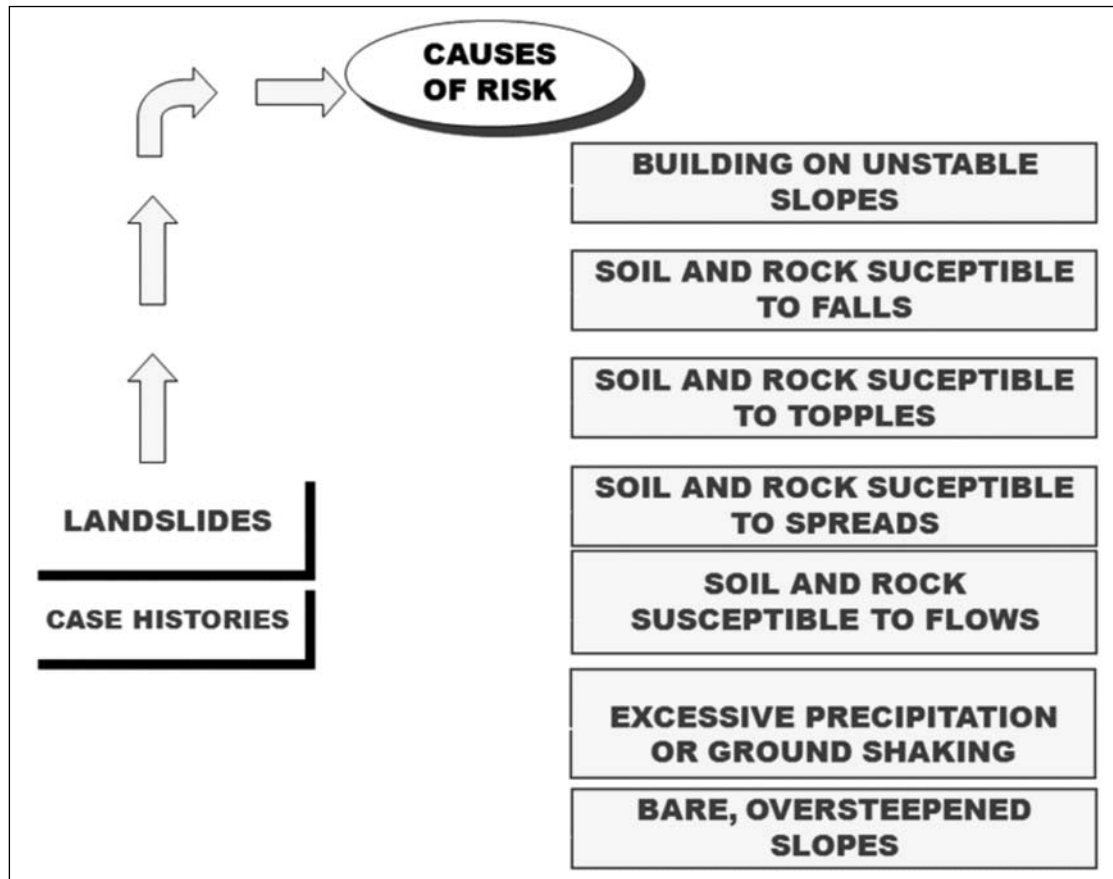 CAUSES
OF RISK
BUILDING ON UNSTABLE
SLOPES
SOIL AND ROCK SUCEPTIBLE
TO FALLS
SOIL AND ROCK SUCEPTIBLE
TO TOPPLES
SOIL AND ROCK SUCEPTIBLE
TO SPREADS
SOIL AND ROCK
SUSCEPTIBLE TO FLOWS
EXCESSIVE PRECIPITATION
OR GROUND SHAKING
BARE, OVERSTEEPENED
SLOPES
LANDSLIDES
CASE HISTORIES